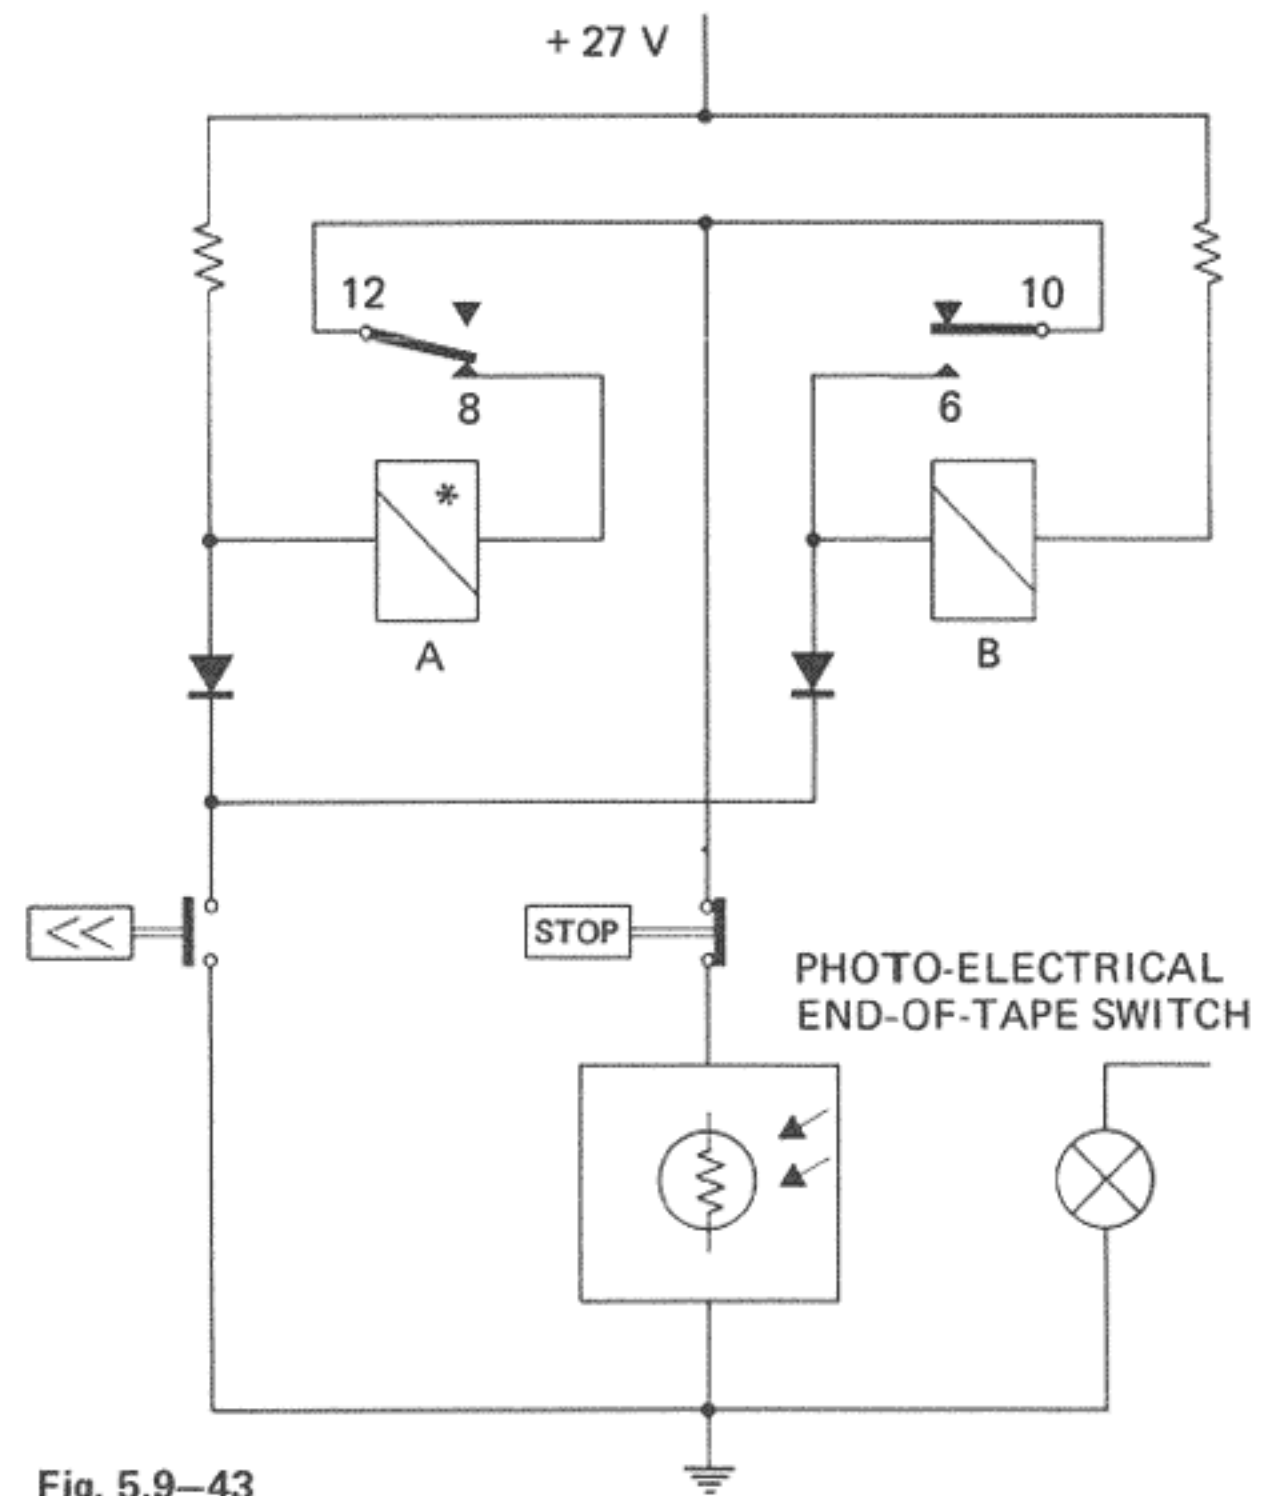 + 27 V
12
10
8
6
*
A
B
<<
STOP
PHOTO-ELECTRICAL
END-OF-TAPE SWITCH
Fig. 5.9–43